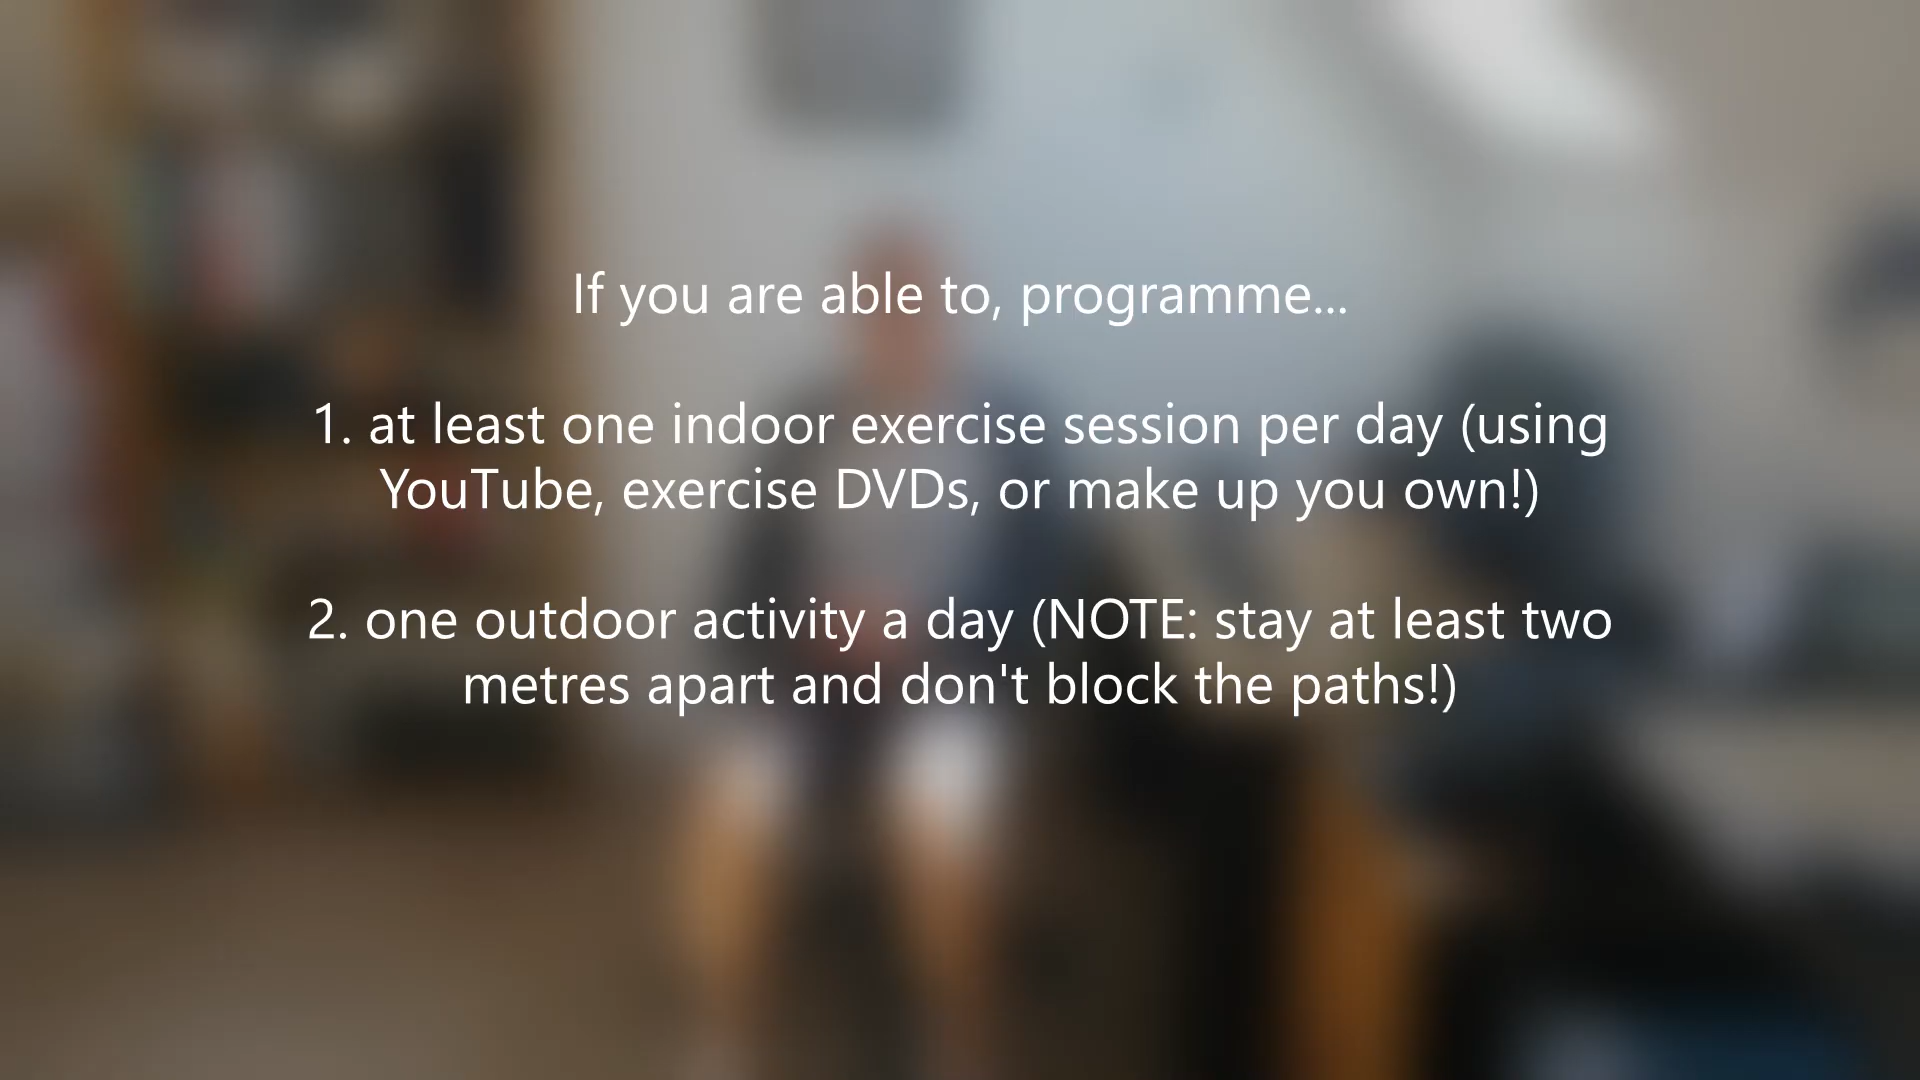 If you are able to, programme...
1. at least one indoor exercise session per day (using
YouTube, exercise DVDs, or make up you own!)
2. one outdoor activity a day (NOTE: stay at least two
metres apart and don't block the paths!)